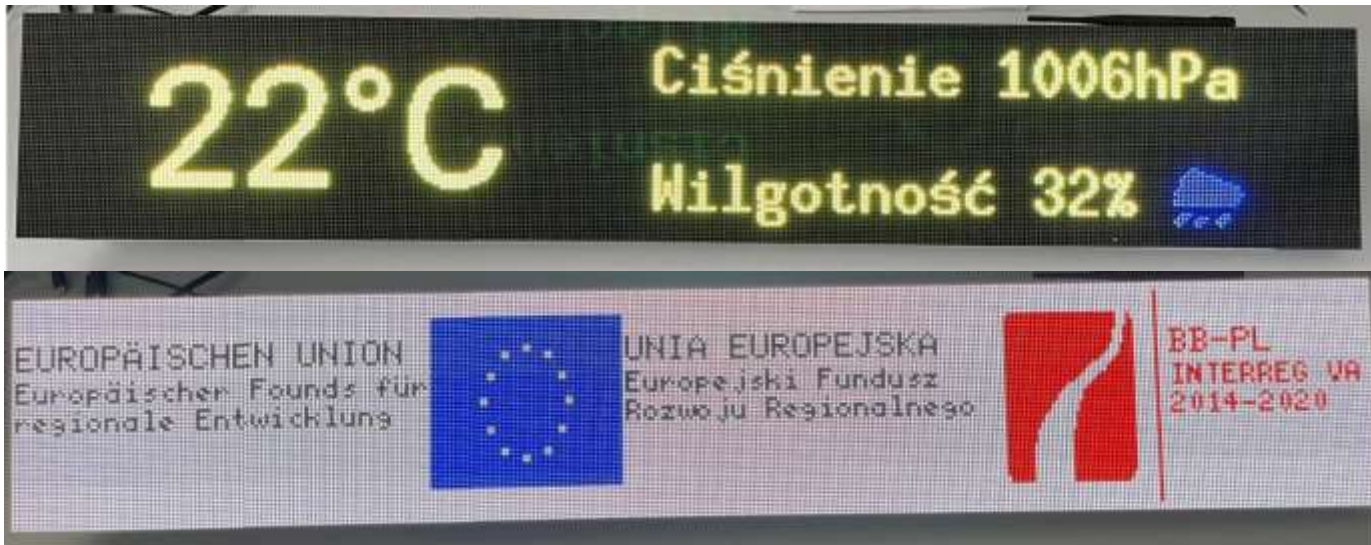 22°C
Ciśnienie 1006hPa
Wilgotność 32%
EUROPÄISCHEN UNION
Europäischer Founds für
regionale Entwicklung
UNIA EUROPEJSKA
Europejski Fundusz
Rozwoju Regionalnego
BB-PL
INTERREG VA
2014-2020